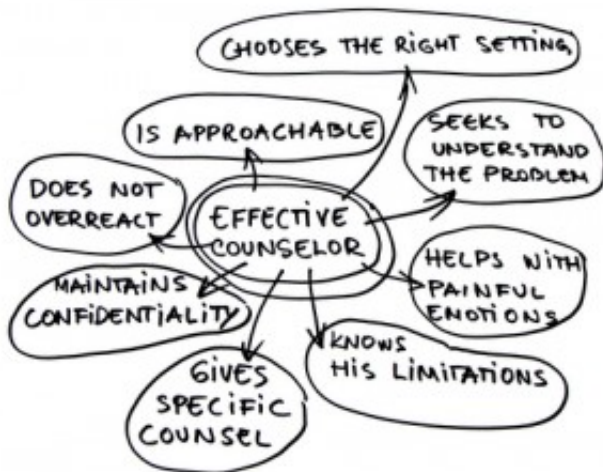 CHOOSES THE RIGHT SETTING
IS APPROACHABLE
SEEKS TO
UNDERSTAND
THE PROBLEM
DOES NOT
OVERREACT
EFFECTIVE
COUNSELOR
HELPS WITH
PAINFUL
EMOTIONS
MAINTAINS
CONFIDENTIALITY
KNOWS
HIS LIMITATIONS
GIVES
SPECIFIC
COUNSEL